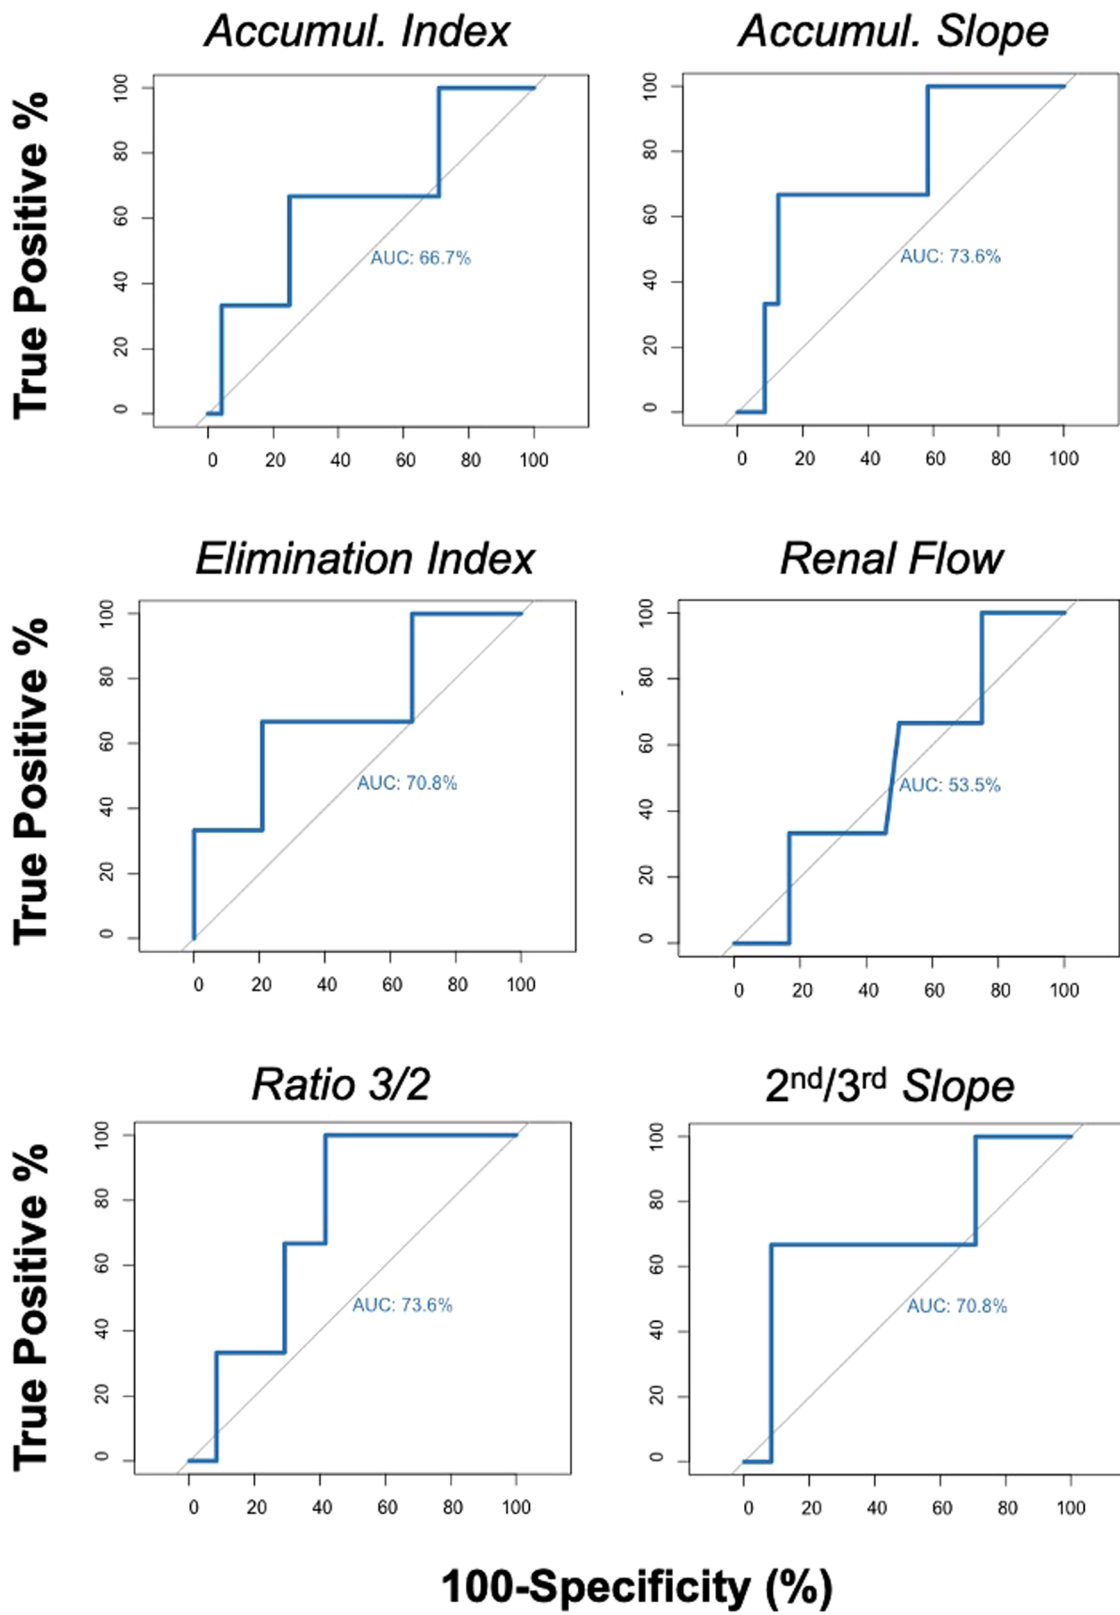 Accumul. Index
True Positive %
100
80
60
40
20
0
AUC: 66.7%
0 20 40 60 80 100
Accumul. Slope
100
80
60
40
20
0
AUC: 73.6%
0 20 40 60 80 100
Elimination Index
True Positive %
100
80
60
40
20
0
AUC: 70.8%
0 20 40 60 80 100
Renal Flow
100
80
60
40
20
0
AUC: 53.5%
0 20 40 60 80 100
Ratio 3/2
True Positive %
100
80
60
40
20
0
AUC: 73.6%
0 20 40 60 80 100
2nd/3rd Slope
100
80
60
40
20
0
AUC: 70.8%
0 20 40 60 80 100
100-Specificity (%)